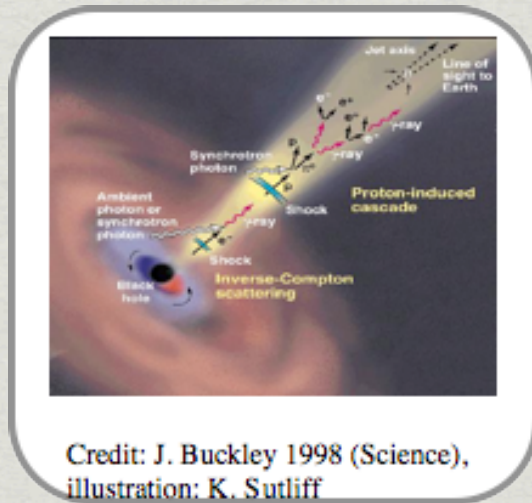 Jet axis
Line of
sight to
Earth
e⁻
e⁺
γ-ray
e⁺
γ-ray
Synchrotron
photon
p
Proton-induced
cascade
Ambient
photon or
synchrotron
photon
Shock
γ-ray
e⁻
Shock
Black
hole
Inverse-Compton
scattering
Credit: J. Buckley 1998 (Science),
illustration: K. Sutliff